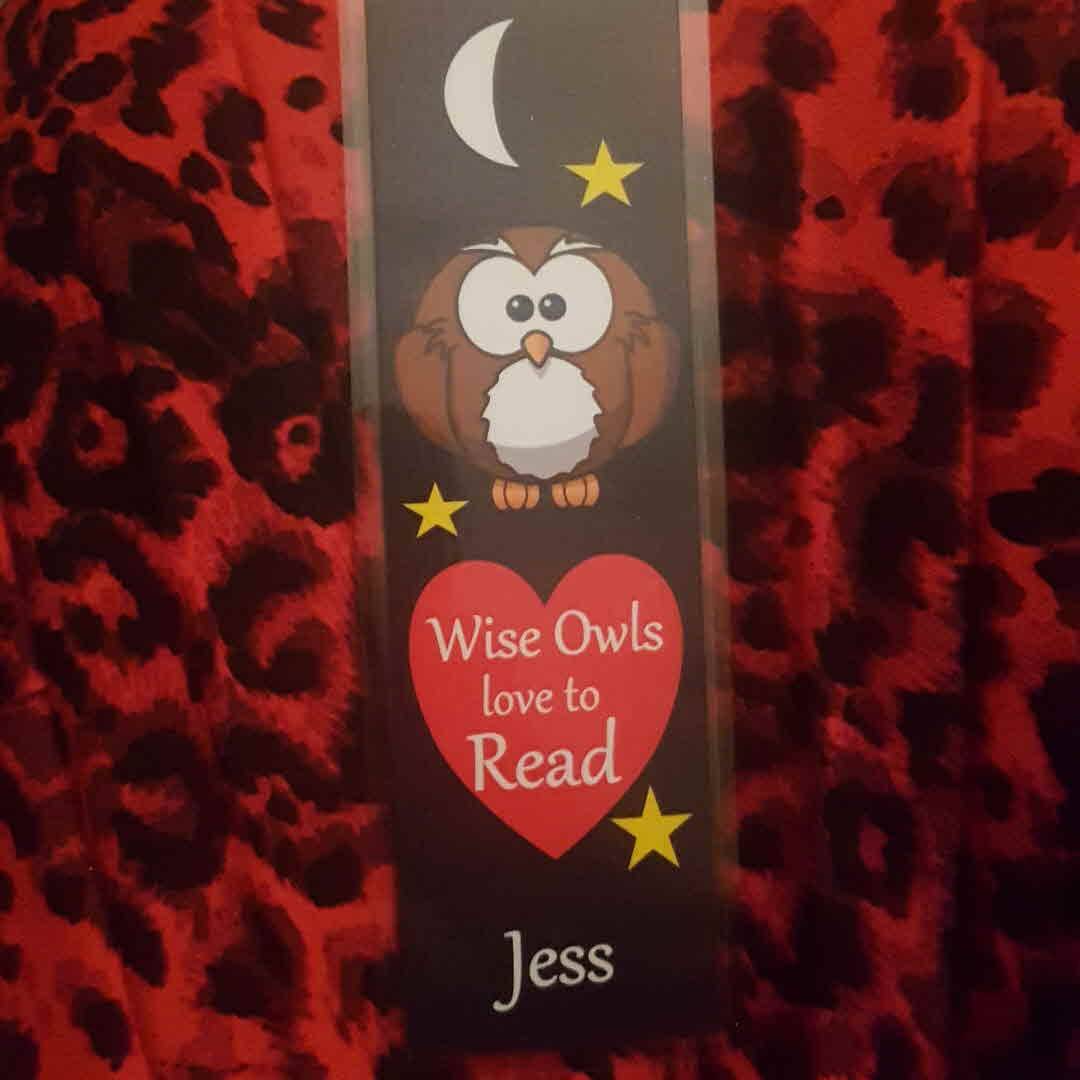 Wise Owls
love to
Read
Jess